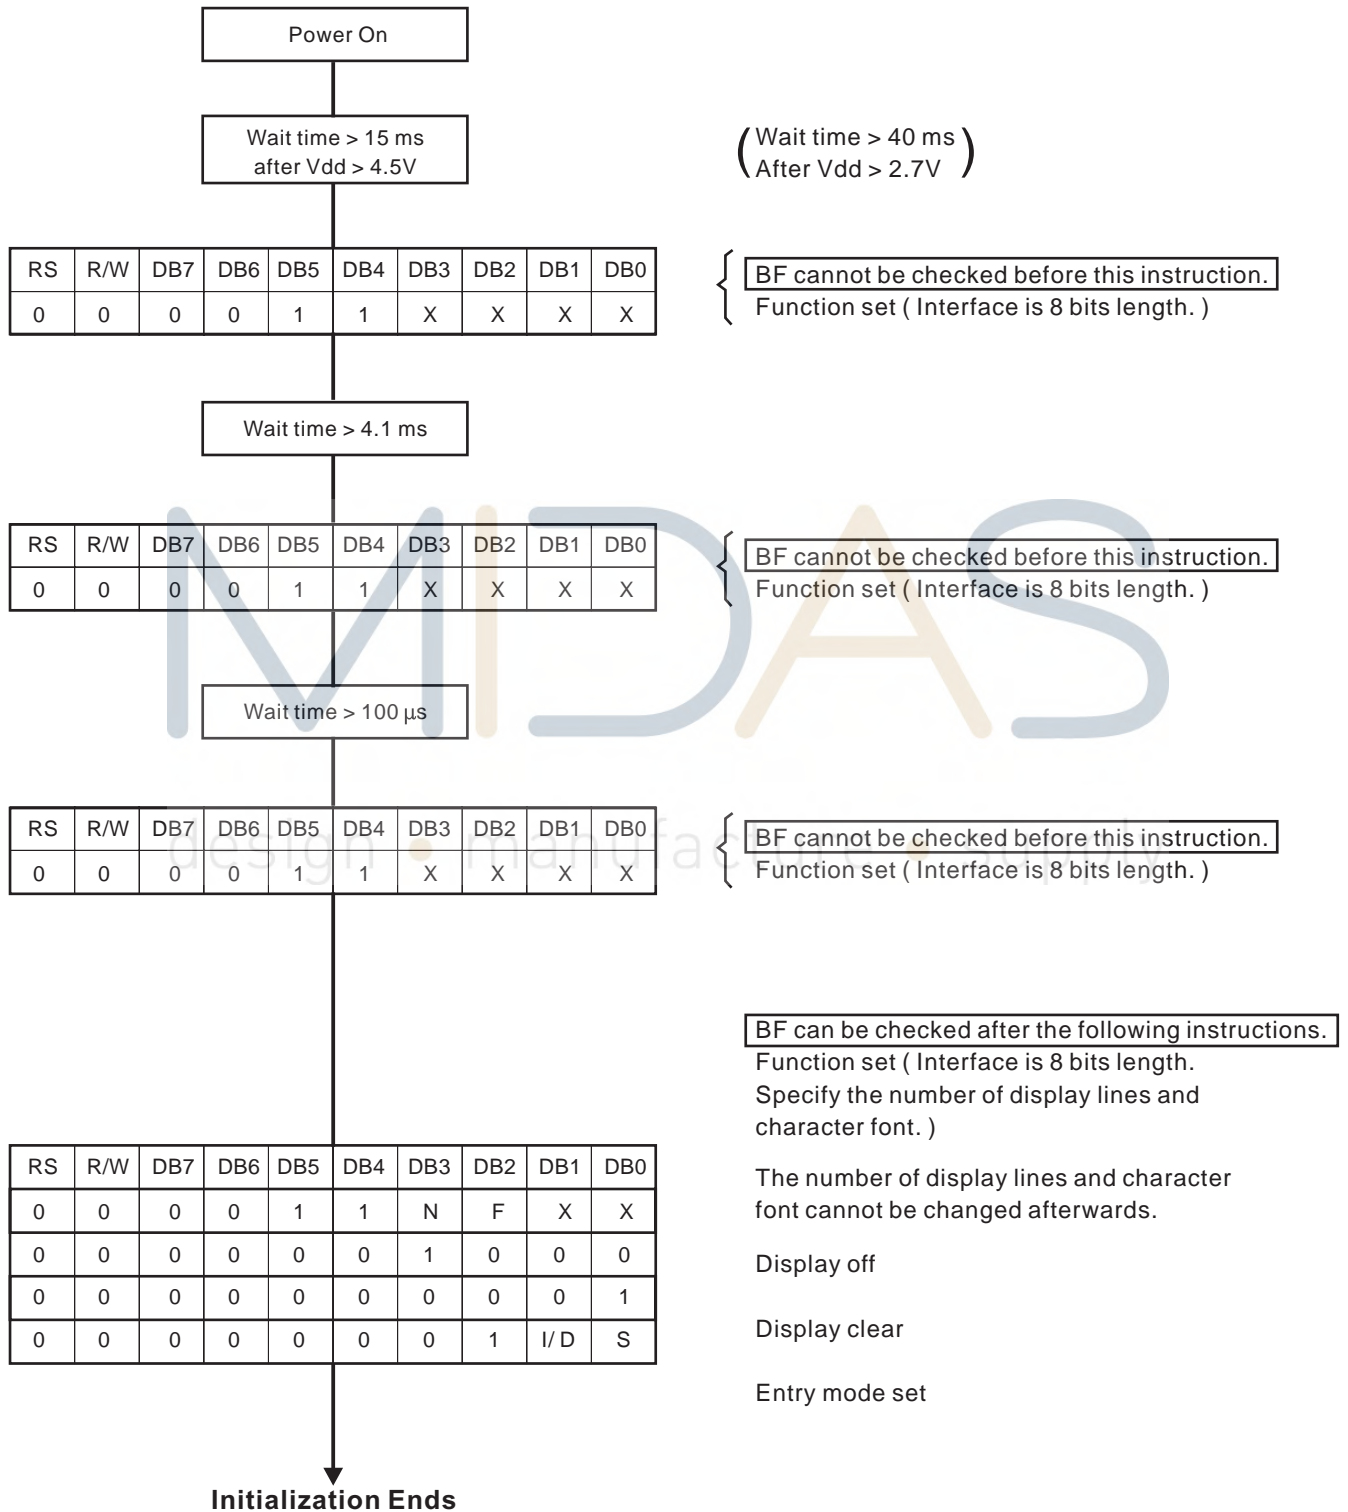 Power On
Wait time > 15 ms
after Vdd > 4.5V
Wait time > 40 ms
After Vdd > 2.7V
RS R/W DB7 DB6 DB5 DB4 DB3 DB2 DB1 DB0
0 0 0 0 1 1 X X X X
BF cannot be checked before this instruction.
Function set ( Interface is 8 bits length. )
Wait time > 4.1 ms
RS R/W DB7 DB6 DB5 DB4 DB3 DB2 DB1 DB0
0 0 0 0 1 1 X X X X
BF cannot be checked before this instruction.
Function set ( Interface is 8 bits length. )
MIDAS
design • manufacture • supply
Wait time > 100 µs
RS R/W DB7 DB6 DB5 DB4 DB3 DB2 DB1 DB0
0 0 0 0 1 1 X X X X
BF cannot be checked before this instruction.
Function set ( Interface is 8 bits length. )
BF can be checked after the following instructions.
Function set ( Interface is 8 bits length.
Specify the number of display lines and
character font. )
RS R/W DB7 DB6 DB5 DB4 DB3 DB2 DB1 DB0
0 0 0 0 1 1 N F X X
0 0 0 0 0 0 1 0 0 0
0 0 0 0 0 0 0 0 0 1
0 0 0 0 0 0 0 1 I/ D S
The number of display lines and character
font cannot be changed afterwards.
Display off
Display clear
Entry mode set
Initialization Ends